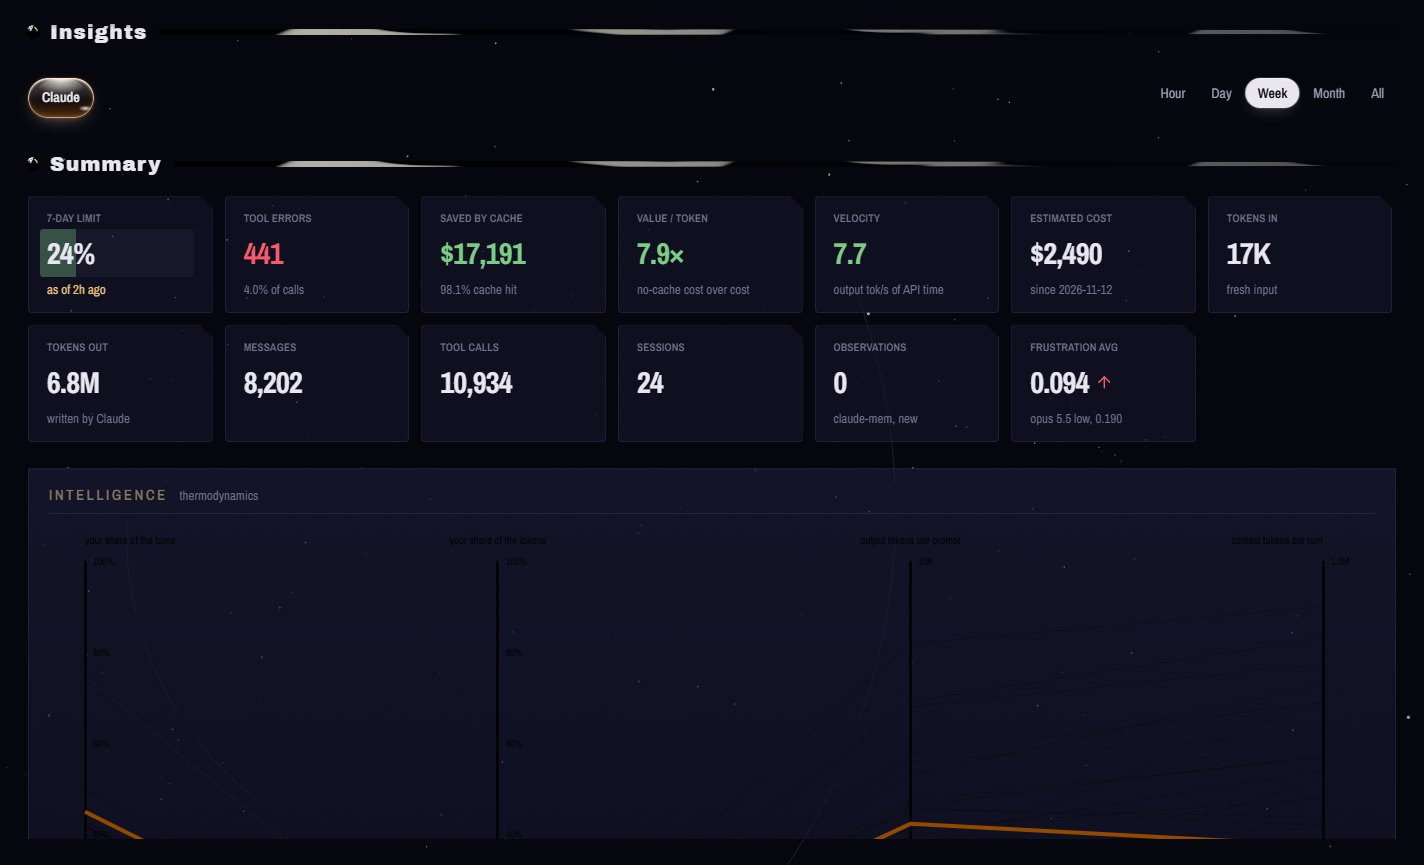 Insights
Claude
Hour Day Week Month All
Summary
7-DAY LIMIT
24%
as of 2h ago
TOOL ERRORS
441
4.0% of calls
SAVED BY CACHE
$17,191
98.1% cache hit
VALUE / TOKEN
7.9×
no-cache cost over cost
VELOCITY
7.7
output tok/s of API time
ESTIMATED COST
$2,490
since 2026-11-12
TOKENS IN
17K
fresh input
TOKENS OUT
6.8M
written by Claude
MESSAGES
8,202
TOOL CALLS
10,934
SESSIONS
24
OBSERVATIONS
0
claude-mem, new
FRUSTRATION AVG
0.094 ↑
opus 5.5 low, 0.190
INTELLIGENCE thermodynamics
your share of the turns
your share of the tokens
output tokens per prompt
context tokens per turn
100%
100%
10K
1.0M
80%
80%
60%
60%
40%
40%